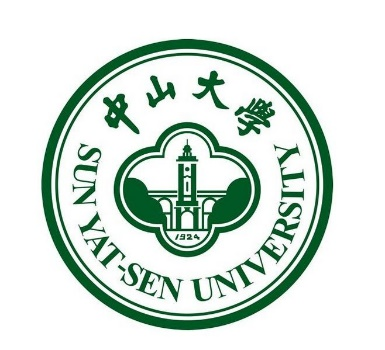 中山大學
1924
SUN YAT-SEN UNIVERSITY